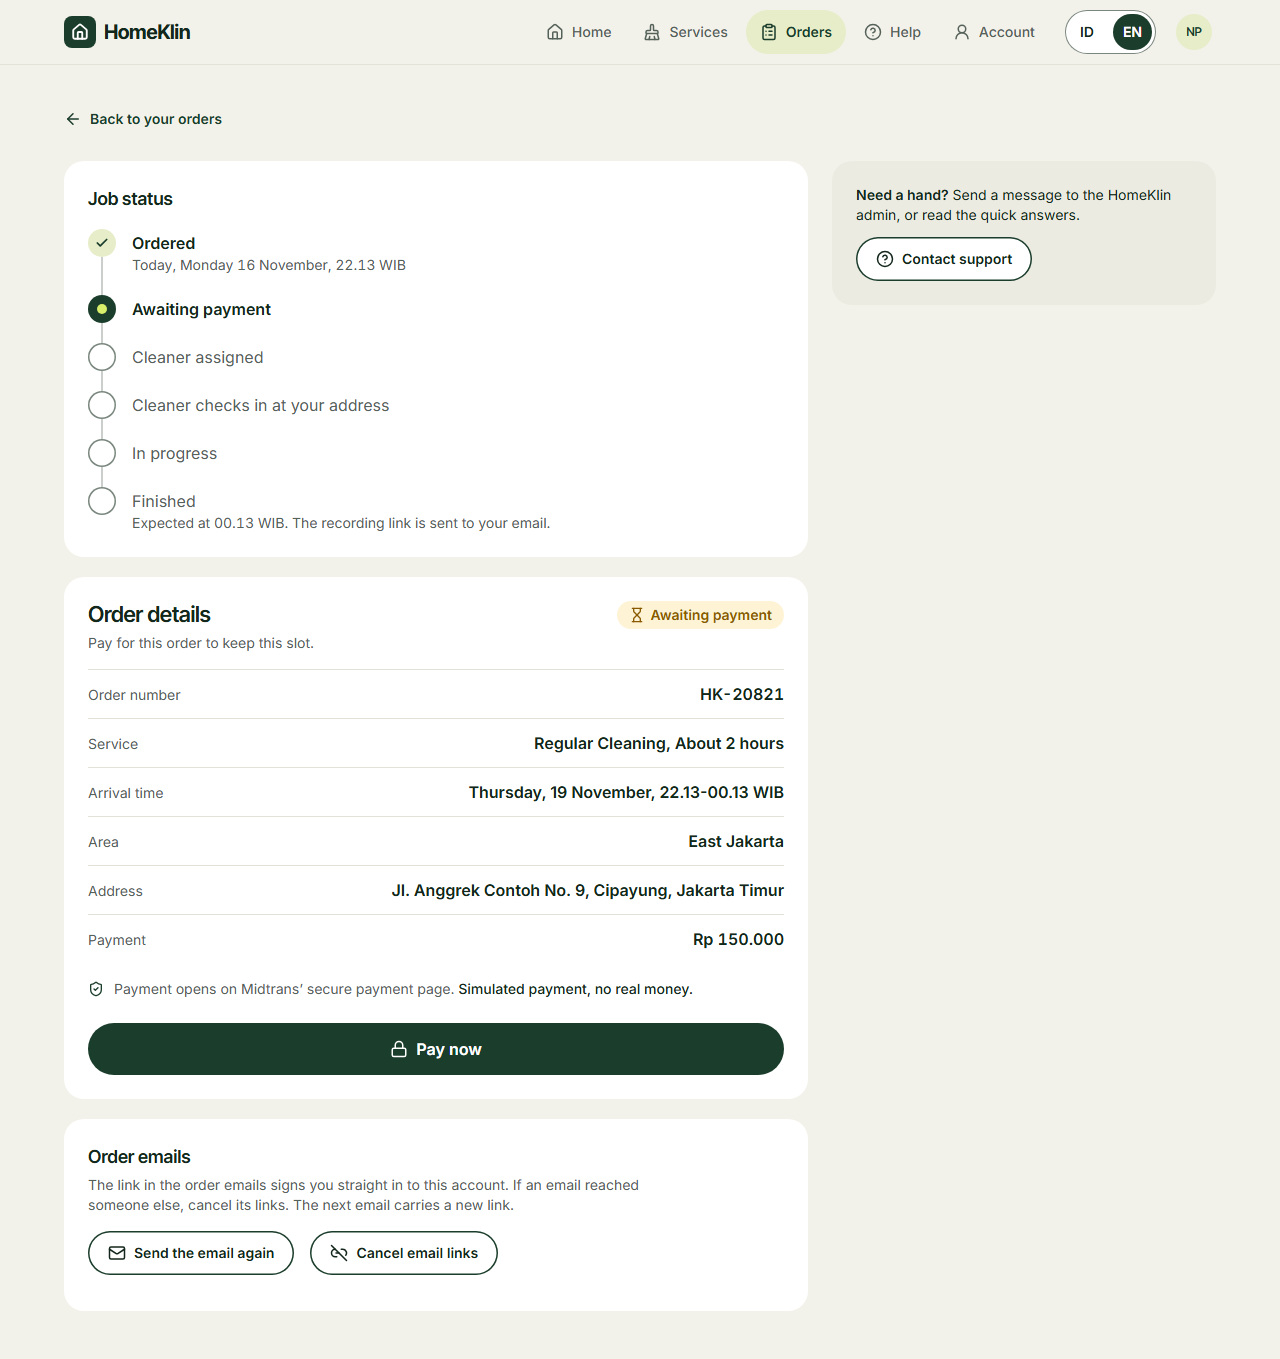 HomeKlin
Home
Services
Orders
Help
Account
ID
EN
NP
Back to your orders
Job status
Ordered
Today, Monday 16 November, 22.13 WIB
Awaiting payment
Cleaner assigned
Cleaner checks in at your address
In progress
Finished
Expected at 00.13 WIB. The recording link is sent to your email.
Need a hand? Send a message to the HomeKlin
admin, or read the quick answers.
Contact support
Order details
Awaiting payment
Pay for this order to keep this slot.
Order number
HK-20821
Service
Regular Cleaning, About 2 hours
Arrival time
Thursday, 19 November, 22.13-00.13 WIB
Area
East Jakarta
Address
Jl. Anggrek Contoh No. 9, Cipayung, Jakarta Timur
Payment
Rp 150.000
Payment opens on Midtrans’ secure payment page. Simulated payment, no real money.
Pay now
Order emails
The link in the order emails signs you straight in to this account. If an email reached
someone else, cancel its links. The next email carries a new link.
Send the email again
Cancel email links